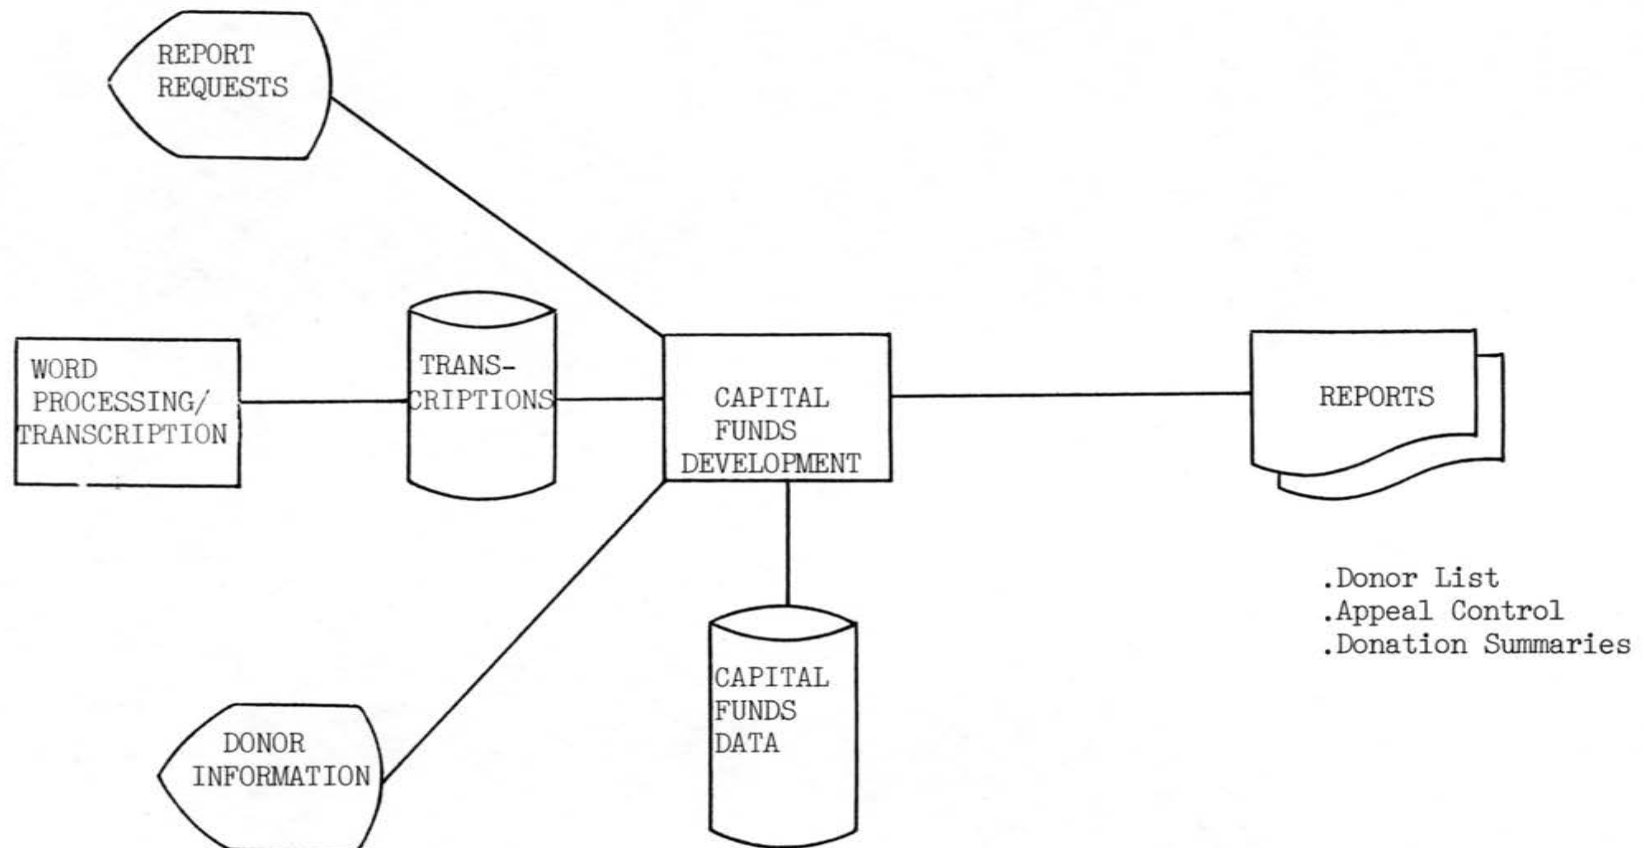 REPORT
REQUESTS
WORD
PROCESSING/
TRANSCRIPTION
TRANS-
CRIPTIONS
CAPITAL
FUNDS
DEVELOPMENT
REPORTS
.Donor List
.Appeal Control
.Donation Summaries
CAPITAL
FUNDS
DATA
DONOR
INFORMATION